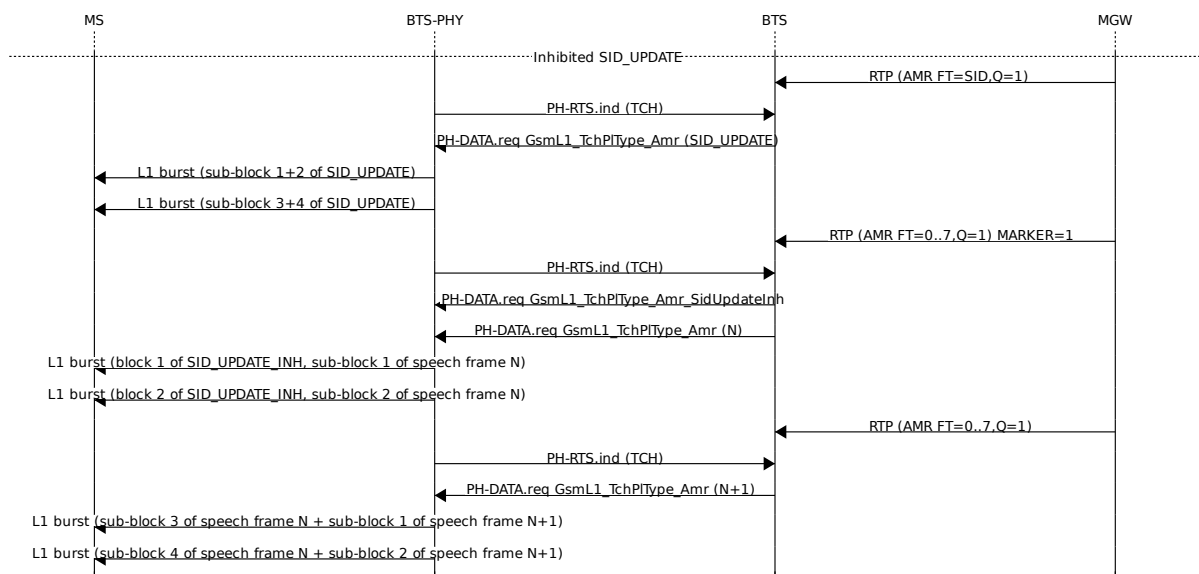 MS BTS-PHY BTS MGW
Inhibited SID_UPDATE
RTP (AMR FT=SID,Q=1)
PH-RTS.ind (TCH)
PH-DATA.req GsmL1_TchPlType_Amr (SID_UPDATE)
L1 burst (sub-block 1+2 of SID_UPDATE)
L1 burst (sub-block 3+4 of SID_UPDATE)
RTP (AMR FT=0..7,Q=1) MARKER=1
PH-RTS.ind (TCH)
PH-DATA.req GsmL1_TchPlType_Amr_SidUpdateInh
PH-DATA.req GsmL1_TchPlType_Amr (N)
L1 burst (block 1 of SID_UPDATE_INH, sub-block 1 of speech frame N)
L1 burst (block 2 of SID_UPDATE_INH, sub-block 2 of speech frame N)
RTP (AMR FT=0..7,Q=1)
PH-RTS.ind (TCH)
PH-DATA.req GsmL1_TchPlType_Amr (N+1)
L1 burst (sub-block 3 of speech frame N + sub-block 1 of speech frame N+1)
L1 burst (sub-block 4 of speech frame N + sub-block 2 of speech frame N+1)